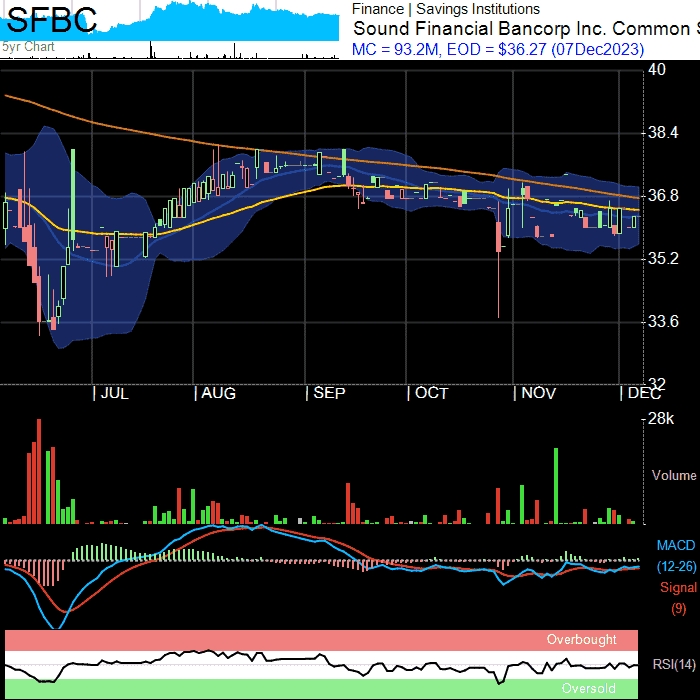 SFBC
5yr Chart
Finance | Savings Institutions
Sound Financial Bancorp Inc. Common S
MC = 93.2M, EOD = $36.27 (07Dec2023)
40
38.4
36.8
35.2
33.6
32
JUL
AUG
SEP
OCT
NOV
DEC
28k
Volume
MACD
(12-26)
Signal
(9)
Overbought
RSI(14)
Oversold